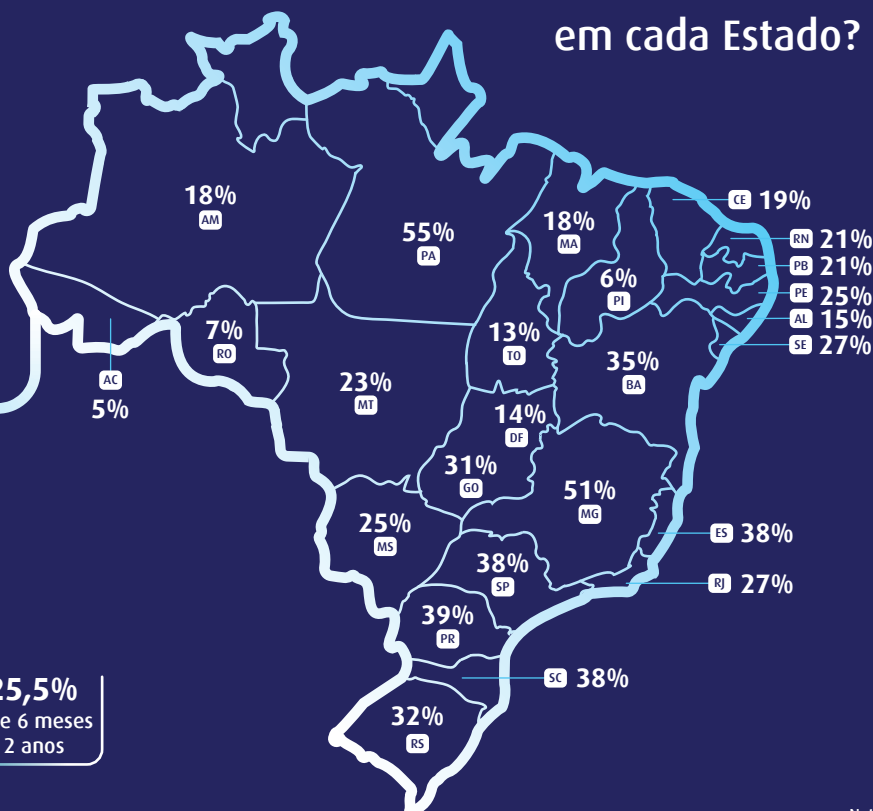 em cada Estado?
18%
AM
55%
PA
18%
MA
6%
PI
CE 19%
RN 21%
PB 21%
PE 25%
AL 15%
SE 27%
7%
RO
13%
TO
35%
BA
AC
5%
23%
MT
14%
DF
31%
GO
51%
MG
25%
MS
ES 38%
38%
SP
RJ 27%
39%
PR
SC 38%
32%
RS
25,5%
e 6 meses
2 anos